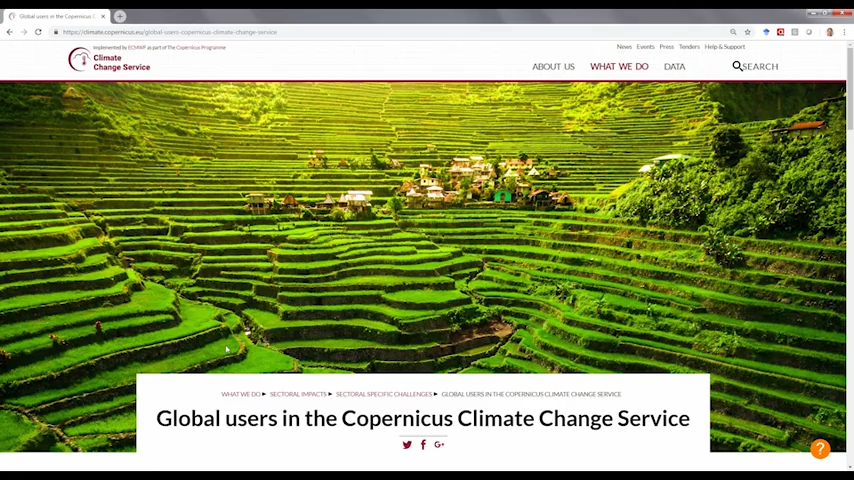 Global users in the Copernicus
https://climate.copernicus.eu/global-users-copernicus-climate-change-service
Implemented by ECMWF as part of The Copernicus Programme
News Events Press Tenders Help & Support
Climate
Change Service
ABOUT US WHAT WE DO DATA SEARCH
WHAT WE DO ▶ SECTORAL IMPACTS ▶ SECTORAL SPECIFIC CHALLENGES ▶ GLOBAL USERS IN THE COPERNICUS CLIMATE CHANGE SERVICE
Global users in the Copernicus Climate Change Service
G+
?